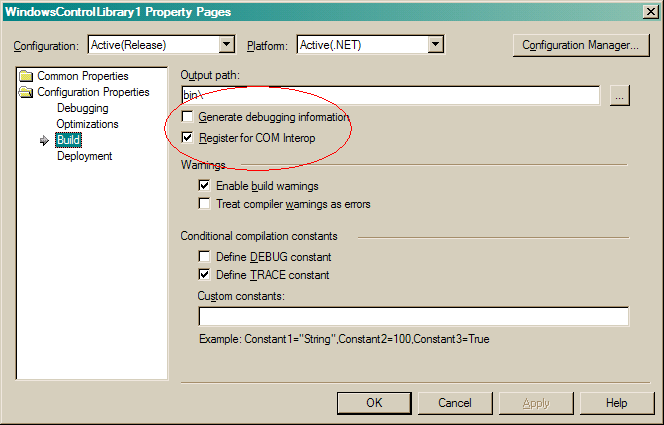 WindowsControlLibrary1 Property Pages
Configuration: Active(Release) Platform: Active(.NET) Configuration Manager...
Common Properties
Configuration Properties
Debugging
Optimizations
Build
Deployment
Output path:
bin\
...
Generate debugging information
Register for COM Interop
Warnings
Enable build warnings
Treat compiler warnings as errors
Conditional compilation constants
Define DEBUG constant
Define TRACE constant
Custom constants:
Example: Constant1="String",Constant2=100,Constant3=True
OK Cancel Apply Help